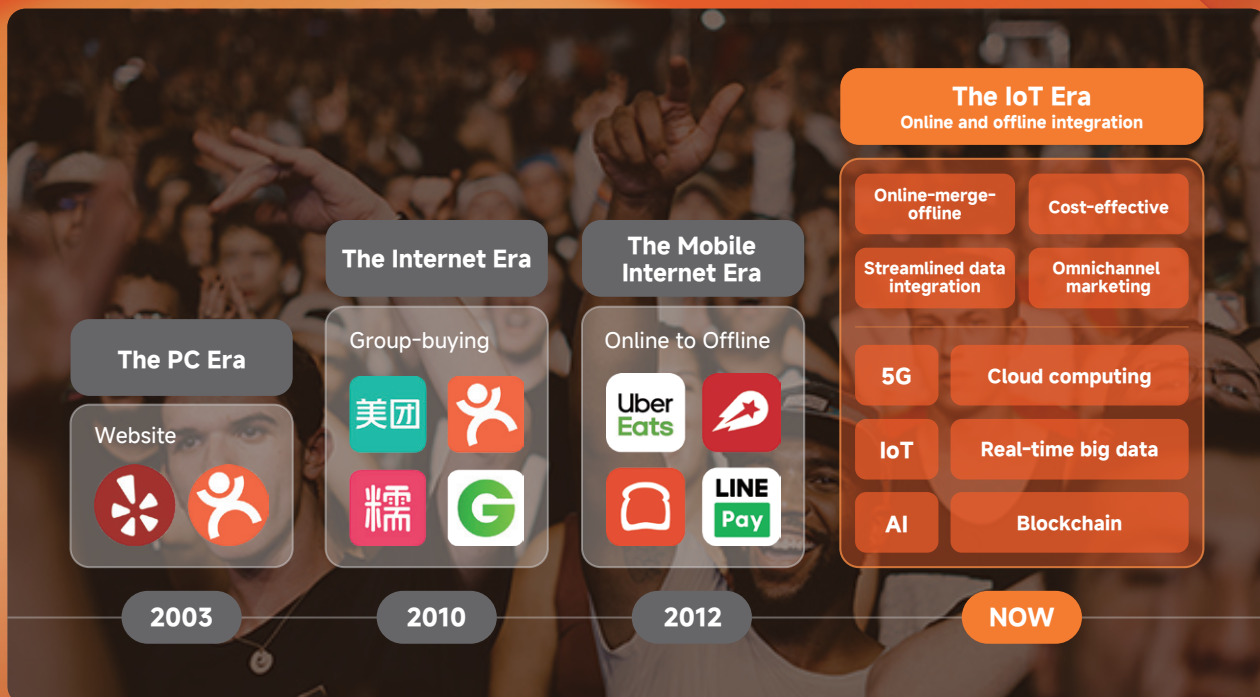 The PC Era
Website
2003
The Internet Era
Group-buying
美团
糯
G
2010
The Mobile
Internet Era
Online to Offline
Uber
Eats
LINE
Pay
2012
The IoT Era
Online and offline integration
Online-merge-
offline
Cost-effective
Streamlined data
integration
Omnichannel
marketing
5G
Cloud computing
IoT
Real-time big data
AI
Blockchain
NOW